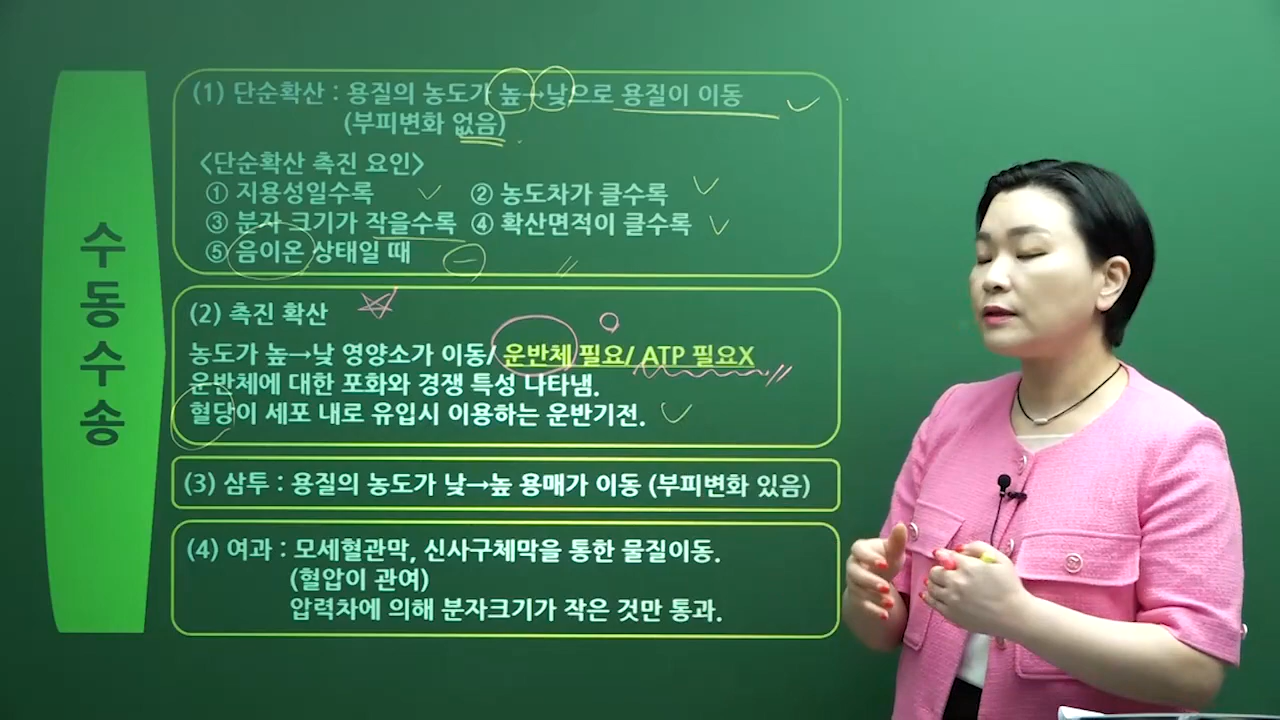 수동수송
(1) 단순확산 : 용질의 농도가 높→낮으로 용질이 이동
(부피변화 없음)
<단순확산 촉진 요인>
① 지용성일수록 ② 농도차가 클수록
③ 분자 크기가 작을수록 ④ 확산면적이 클수록
⑤ 음이온 상태일 때
(2) 촉진 확산
농도가 높→낮 영양소가 이동/ 운반체 필요/ ATP 필요X
운반체에 대한 포화와 경쟁 특성 나타냄.
혈당이 세포 내로 유입시 이용하는 운반기전.
(3) 삼투 : 용질의 농도가 낮→높 용매가 이동 (부피변화 있음)
(4) 여과 : 모세혈관막, 신사구체막을 통한 물질이동.
(혈압이 관여)
압력차에 의해 분자크기가 작은 것만 통과.